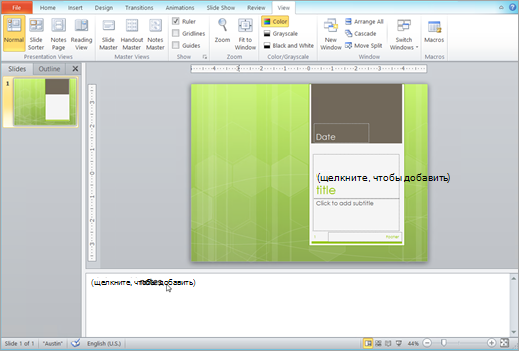 File Home Insert Design Transitions Animations Slide Show Review View
Normal Slide Sorter Notes Page Reading View
Presentation Views
Slide Master Handout Master Notes Master
Master Views
Ruler
Gridlines
Guides
Show
Zoom Fit to Window
Zoom
Color
Grayscale
Black and White
Color/Grayscale
New Window
Arrange All
Cascade
Move Split
Switch Windows
Window
Macros
Macros
Slides Outline
1
Date
(щелкните, чтобы добавить)
title
Click to add subtitle
(щелкните, чтобы добавить)
Slide 1 of 1 "Austin" English (U.S.) 44%